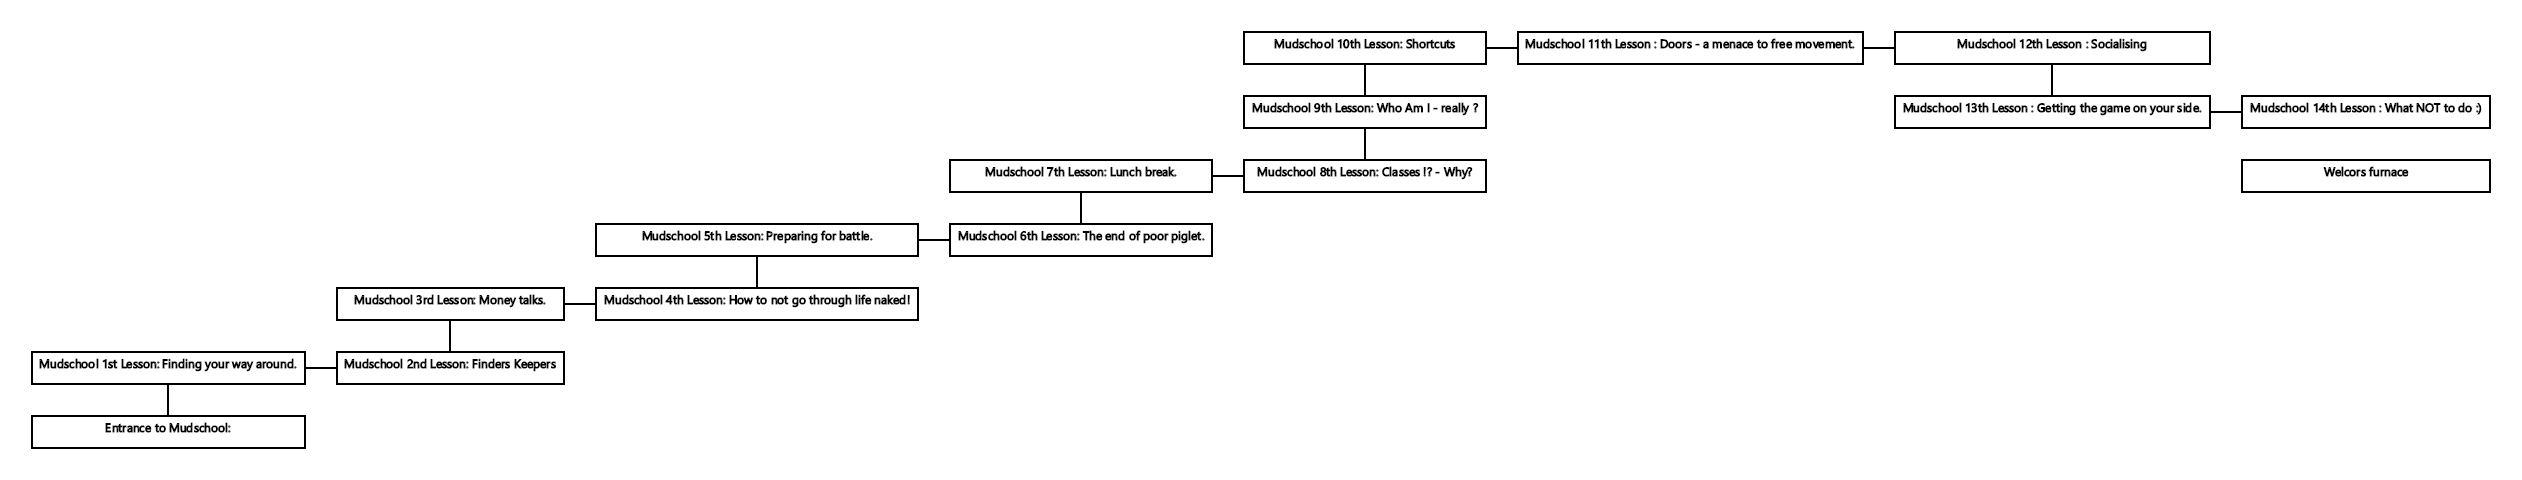 Mudschool 10th Lesson: Shortcuts
Mudschool 11th Lesson : Doors - a menace to free movement.
Mudschool 12th Lesson : Socialising
Mudschool 9th Lesson: Who Am I - really ?
Mudschool 13th Lesson : Getting the game on your side.
Mudschool 14th Lesson : What NOT to do :)
Mudschool 7th Lesson: Lunch break.
Mudschool 8th Lesson: Classes !? - Why?
Welcors furnace
Mudschool 5th Lesson: Preparing for battle.
Mudschool 6th Lesson: The end of poor piglet.
Mudschool 3rd Lesson: Money talks.
Mudschool 4th Lesson: How to not go through life naked!
Mudschool 1st Lesson: Finding your way around.
Mudschool 2nd Lesson: Finders Keepers
Entrance to Mudschool: